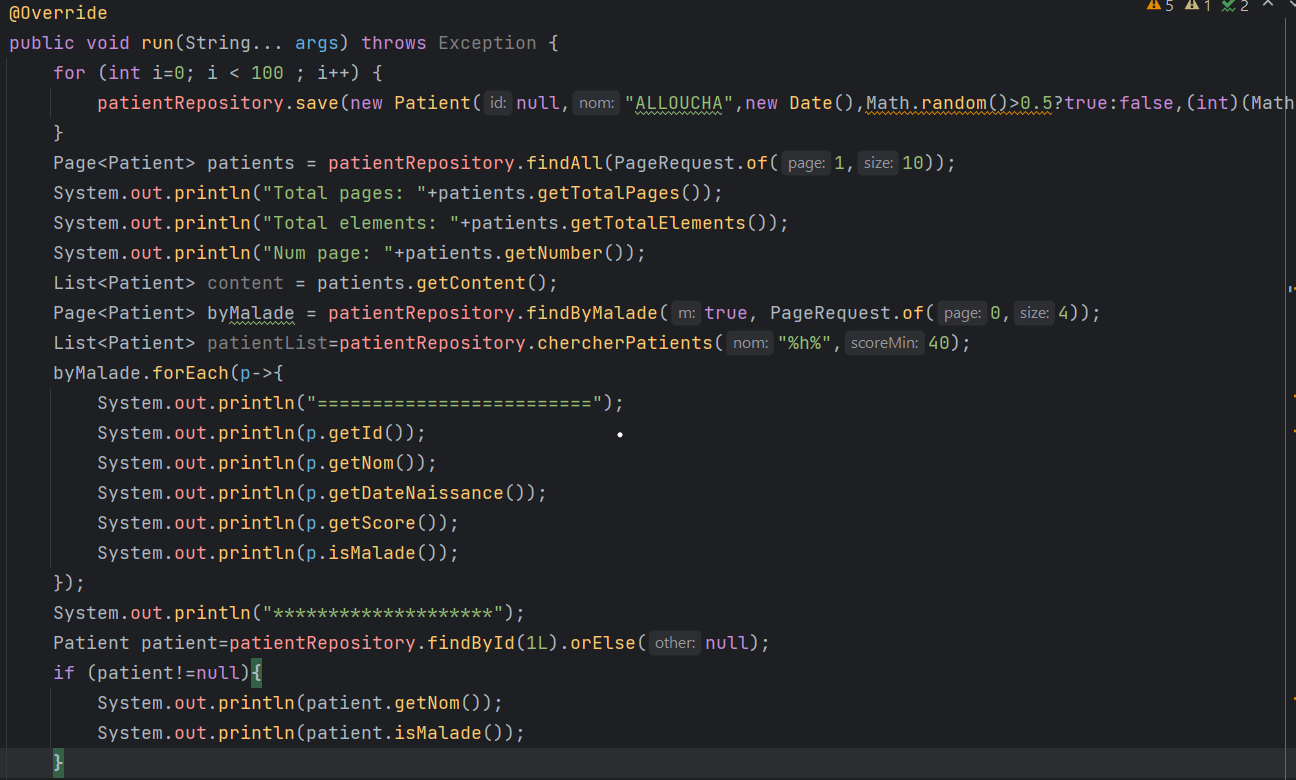 5 1 2
@Override
public void run(String... args) throws Exception {
    for (int i=0; i < 100 ; i++) {
        patientRepository.save(new Patient( id: null, nom: "ALLOUCHA",new Date(),Math.random()>0.5?true:false,(int)(Math
    }
    Page<Patient> patients = patientRepository.findAll(PageRequest.of( page: 1, size: 10));
    System.out.println("Total pages: "+patients.getTotalPages());
    System.out.println("Total elements: "+patients.getTotalElements());
    System.out.println("Num page: "+patients.getNumber());
    List<Patient> content = patients.getContent();
    Page<Patient> byMalade = patientRepository.findByMalade( m: true, PageRequest.of( page: 0, size: 4));
    List<Patient> patientList=patientRepository.chercherPatients( nom: "%h%", scoreMin: 40);
    byMalade.forEach(p->{
        System.out.println("=========================");
        System.out.println(p.getId());
        System.out.println(p.getNom());
        System.out.println(p.getDateNaissance());
        System.out.println(p.getScore());
        System.out.println(p.isMalade());
    });
    System.out.println("********************");
    Patient patient=patientRepository.findById(1L).orElse( other: null);
    if (patient!=null){
        System.out.println(patient.getNom());
        System.out.println(patient.isMalade());
    }